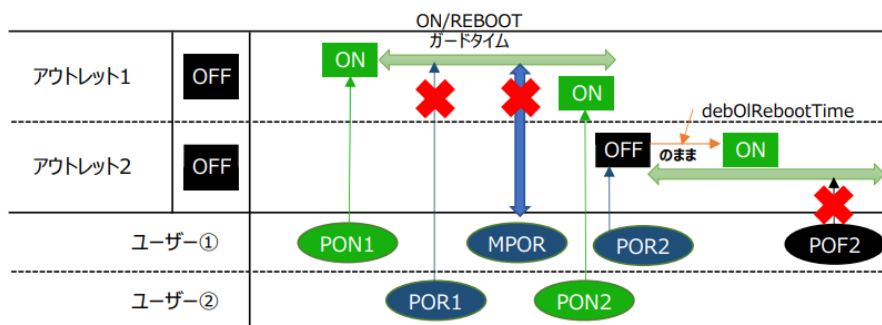 ON/REBOOT
ガードタイム
アウトレット1
OFF
ON
ON
debOlRebootTime
アウトレット2
OFF
OFF
のまま
ON
ユーザー①
PON1
MPOR
POR2
POF2
ユーザー②
POR1
PON2